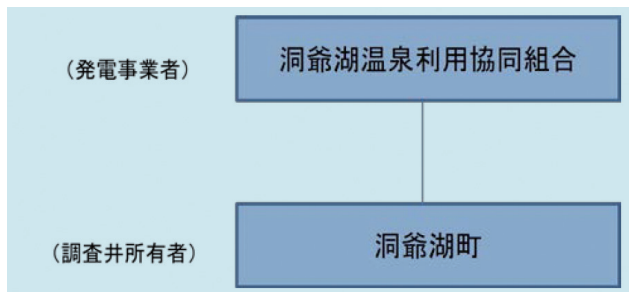 (発電事業者)
洞爺湖温泉利用協同組合
(調査井所有者)
洞爺湖町